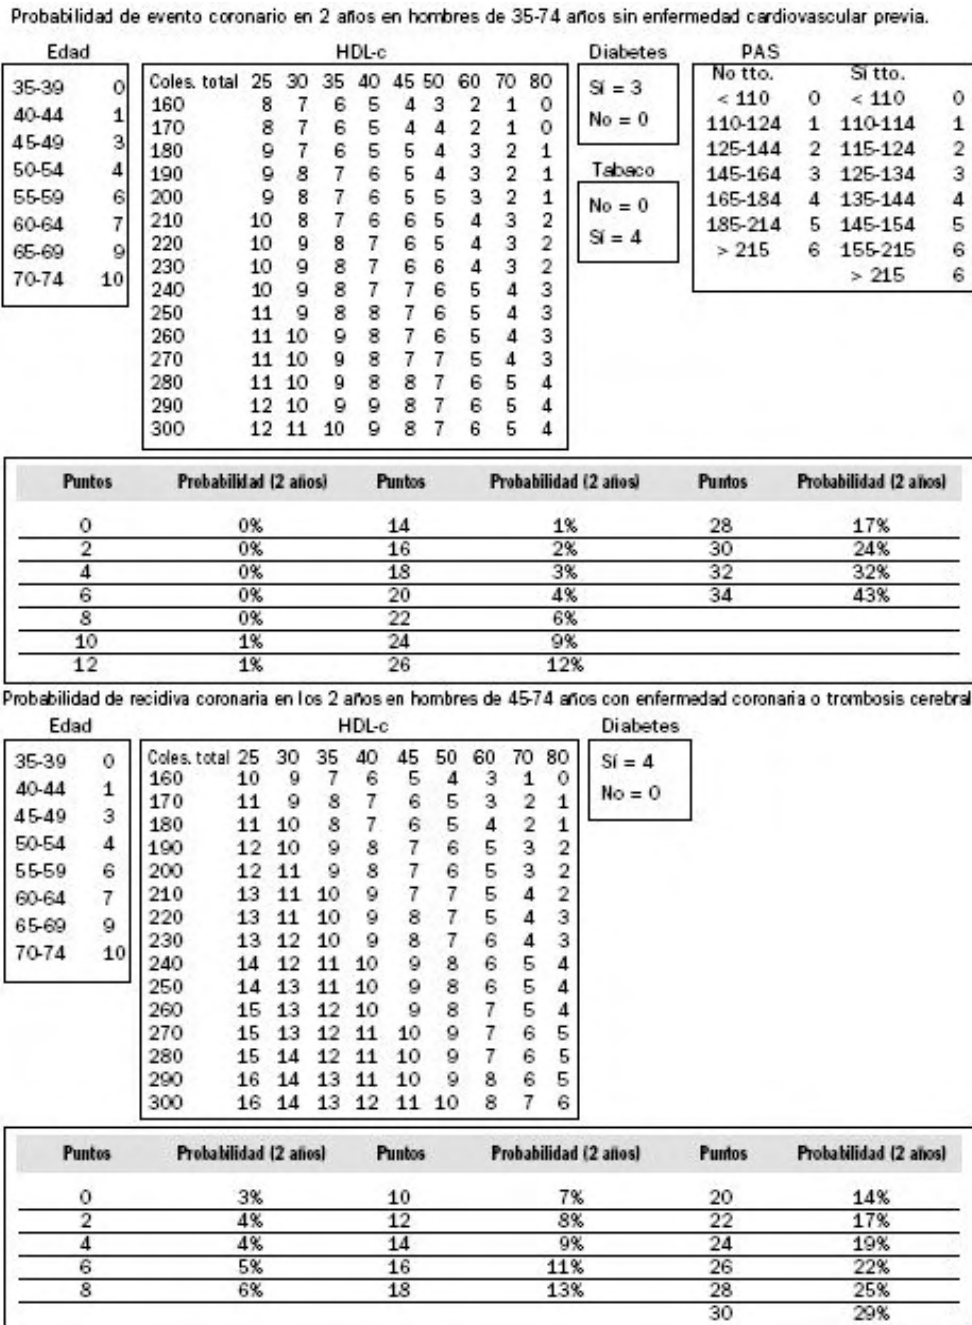 Probabilidad de evento coronario en 2 años en hombres de 35-74 años sin enfermedad cardiovascular previa.
Edad
35-39 0
40-44 1
45-49 3
50-54 4
55-59 6
60-64 7
65-69 9
70-74 10
HDL-c
Coles. total 25 30 35 40 45 50 60 70 80
160 8 7 6 5 4 3 2 1 0
170 8 7 6 5 4 4 2 1 0
180 9 7 6 5 5 4 3 2 1
190 9 8 7 6 5 4 3 2 1
200 9 8 7 6 5 5 3 2 1
210 10 8 7 6 6 5 4 3 2
220 10 9 8 7 6 5 4 3 2
230 10 9 8 7 6 6 4 3 2
240 10 9 8 7 7 6 5 4 3
250 11 9 8 8 7 6 5 4 3
260 11 10 9 8 7 6 5 4 3
270 11 10 9 8 7 7 5 4 3
280 11 10 9 8 8 7 6 5 4
290 12 10 9 9 8 7 6 5 4
300 12 11 10 9 8 7 6 5 4
Diabetes
Sí = 3
No = 0
Tabaco
No = 0
Sí = 4
PAS
No tto. Sí tto.
< 110 0 < 110 0
110-124 1 110-114 1
125-144 2 115-124 2
145-164 3 125-134 3
165-184 4 135-144 4
185-214 5 145-154 5
> 215 6 155-215 6
> 215 6
Puntos Probabilidad (2 años) Puntos Probabilidad (2 años) Puntos Probabilidad (2 años)
0 0% 14 1% 28 17%
2 0% 16 2% 30 24%
4 0% 18 3% 32 32%
6 0% 20 4% 34 43%
8 0% 22 6%
10 1% 24 9%
12 1% 26 12%
Probabilidad de recidiva coronaria en los 2 años en hombres de 45-74 años con enfermedad coronaria o trombosis cerebral
Edad
35-39 0
40-44 1
45-49 3
50-54 4
55-59 6
60-64 7
65-69 9
70-74 10
HDL-c
Coles. total 25 30 35 40 45 50 60 70 80
160 10 9 7 6 5 4 3 1 0
170 11 9 8 7 6 5 3 2 1
180 11 10 8 7 6 5 4 2 1
190 12 10 9 8 7 6 5 3 2
200 12 11 9 8 7 6 5 3 2
210 13 11 10 9 7 7 5 4 2
220 13 11 10 9 8 7 5 4 3
230 13 12 10 9 8 7 6 4 3
240 14 12 11 10 9 8 6 5 4
250 14 13 11 10 9 8 6 5 4
260 15 13 12 10 9 8 7 5 4
270 15 13 12 11 10 9 7 6 5
280 15 14 12 11 10 9 7 6 5
290 16 14 13 11 10 9 8 6 5
300 16 14 13 12 11 10 8 7 6
Diabetes
Sí = 4
No = 0
Puntos Probabilidad (2 años) Puntos Probabilidad (2 años) Puntos Probabilidad (2 años)
0 3% 10 7% 20 14%
2 4% 12 8% 22 17%
4 4% 14 9% 24 19%
6 5% 16 11% 26 22%
8 6% 18 13% 28 25%
30 29%